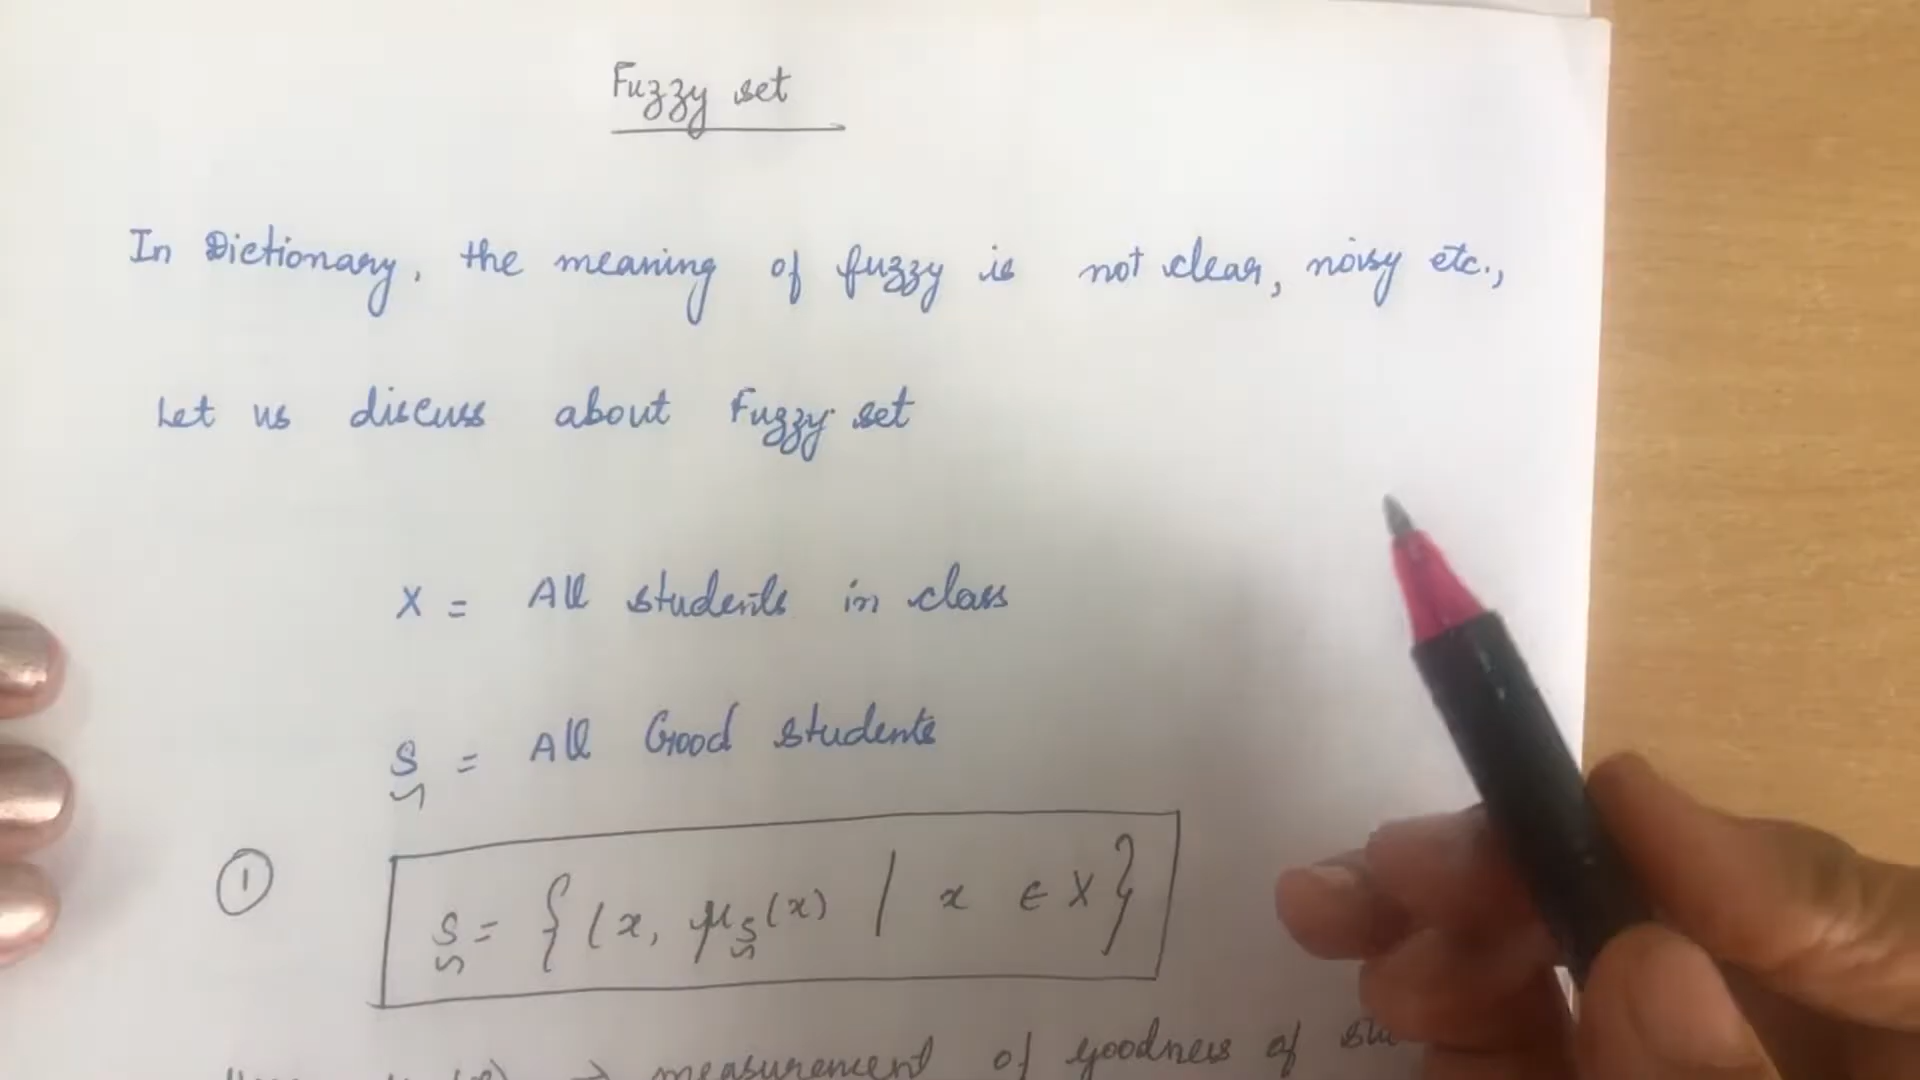 Fuzzy set
In Dictionary, the meaning of fuzzy is not clear, noisy etc.,
Let us discuss about Fuzzy set
X = All students in class
S̰ = All Good students
① S̰ = {(x, μS̰(x) / x ∈ X}
→ measurement of goodness of